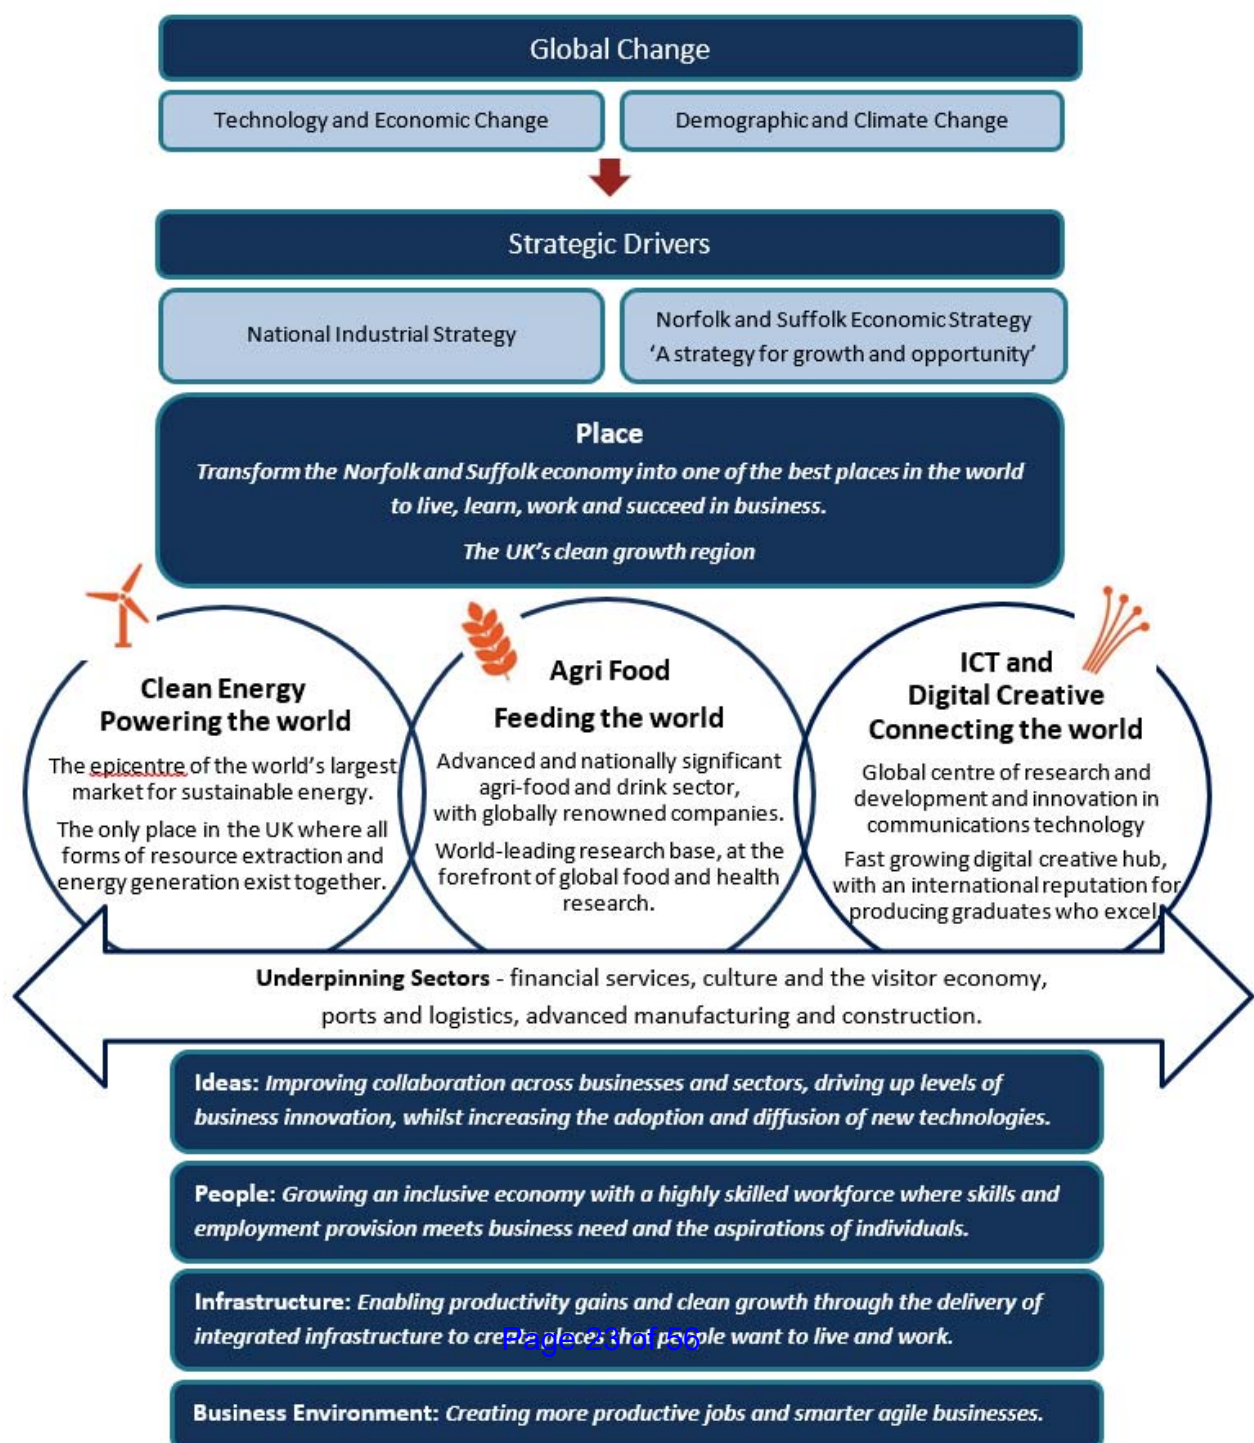 Global Change
Technology and Economic Change
Demographic and Climate Change
Strategic Drivers
National Industrial Strategy
Norfolk and Suffolk Economic Strategy
‘A strategy for growth and opportunity’
Place
Transform the Norfolk and Suffolk economy into one of the best places in the world
to live, learn, work and succeed in business.
The UK’s clean growth region
Clean Energy
Powering the world
The epicentre of the world’s largest
market for sustainable energy.
The only place in the UK where all
forms of resource extraction and
energy generation exist together.
Agri Food
Feeding the world
Advanced and nationally significant
agri-food and drink sector,
with globally renowned companies.
World-leading research base, at the
forefront of global food and health
research.
ICT and
Digital Creative
Connecting the world
Global centre of research and
development and innovation in
communications technology
Fast growing digital creative hub,
with an international reputation for
producing graduates who excel.
Underpinning Sectors - financial services, culture and the visitor economy,
ports and logistics, advanced manufacturing and construction.
Ideas: Improving collaboration across businesses and sectors, driving up levels of
business innovation, whilst increasing the adoption and diffusion of new technologies.
People: Growing an inclusive economy with a highly skilled workforce where skills and
employment provision meets business need and the aspirations of individuals.
Infrastructure: Enabling productivity gains and clean growth through the delivery of
integrated infrastructure to create places that people want to live and work.
Page 23 of 56
Business Environment: Creating more productive jobs and smarter agile businesses.